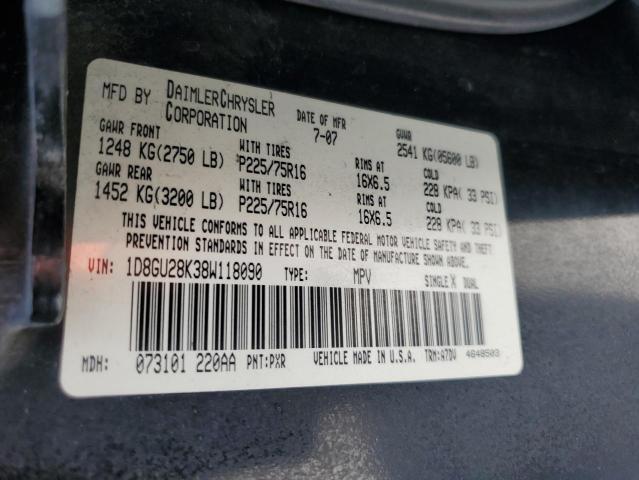 MFD BY DAIMLERCHRYSLER CORPORATION
DATE OF MFR 7-07
GVWR 2541 KG(05600 LB)
GAWR FRONT WITH TIRES RIMS AT COLD
1248 KG(2750 LB) P225/75R16 16X6.5 228 KPA( 33 PSI)
GAWR REAR WITH TIRES RIMS AT COLD
1452 KG(3200 LB) P225/75R16 16X6.5 228 KPA( 33 PSI)
THIS VEHICLE CONFORMS TO ALL APPLICABLE FEDERAL MOTOR VEHICLE SAFETY AND THEFT
PREVENTION STANDARDS IN EFFECT ON THE DATE OF MANUFACTURE SHOWN ABOVE.
VIN: 1D8GU28K38W118090 TYPE: MPV SINGLE X DUAL
MDH: 073101 220AA PNT:PXR VEHICLE MADE IN U.S.A. TRM:A7DV 4648503